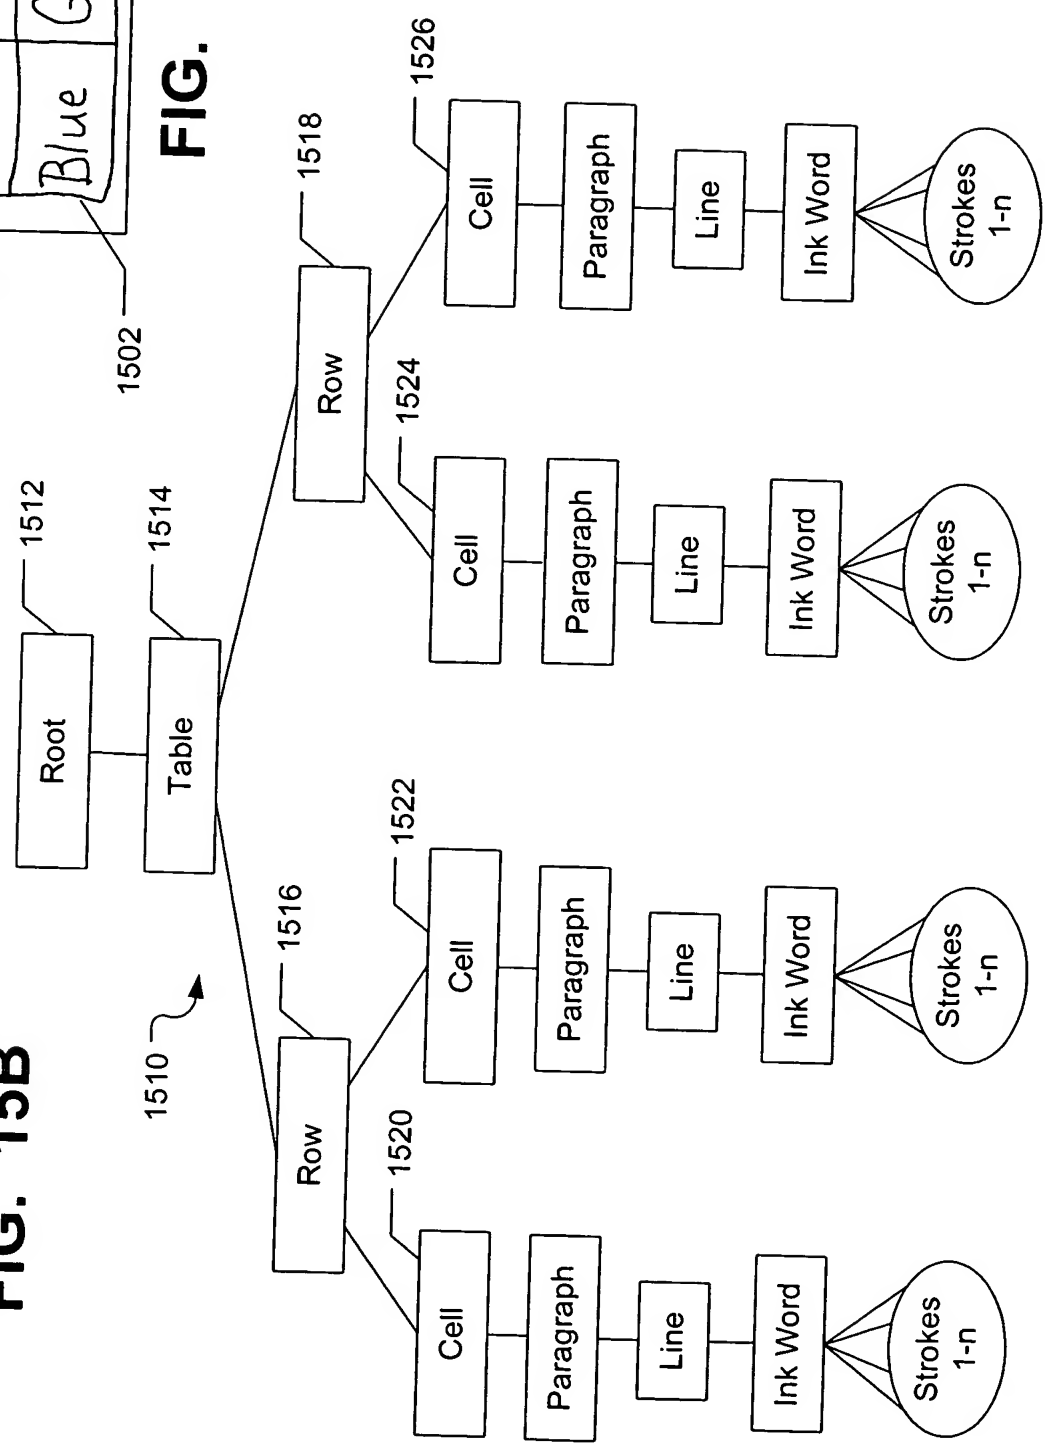 FIG. 15B
Blue
1502
FIG.
1512
Root
1514
Table
1510
1516
Row
1518
Row
1520
1522
1524
1526
Cell
Cell
Cell
Cell
Paragraph
Paragraph
Paragraph
Paragraph
Line
Line
Line
Line
Ink Word
Ink Word
Ink Word
Ink Word
Strokes
1-n
Strokes
1-n
Strokes
1-n
Strokes
1-n